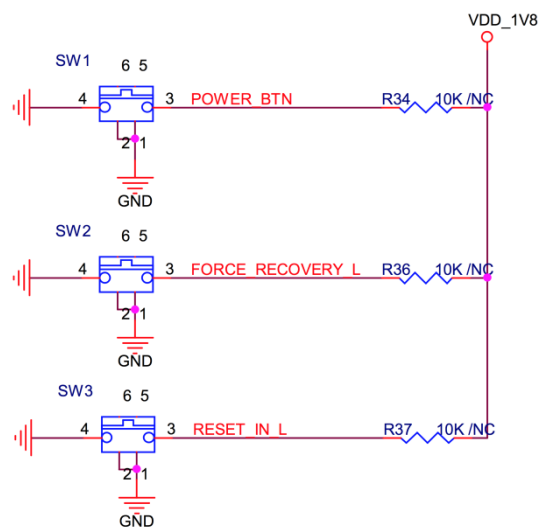 VDD_1V8
SW1
6 5
4
3
POWER_BTN
R34
10K /NC
2 1
GND
SW2
6 5
4
3
FORCE_RECOVERY_L
R36
10K /NC
2 1
GND
SW3
6 5
4
3
RESET_IN_L
R37
10K /NC
2 1
GND